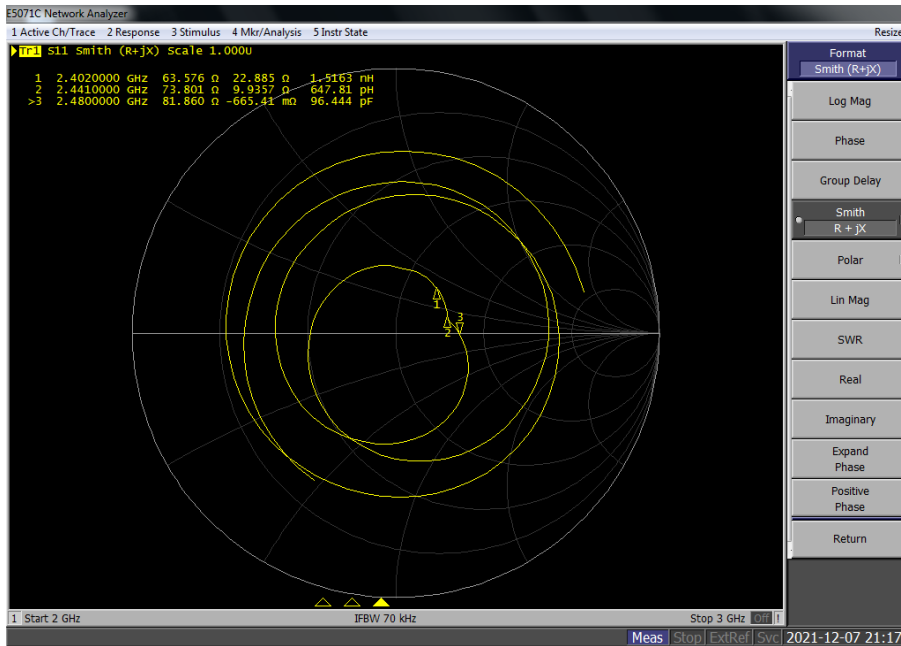 E5071C Network Analyzer
1 Active Ch/Trace 2 Response 3 Stimulus 4 Mkr/Analysis 5 Instr State
Resize
Tr1 S11 Smith (R+jX) Scale 1.000U
1 2.4020000 GHz 63.576 Ω 22.885 Ω 1.5163 nH
2 2.4410000 GHz 73.801 Ω 9.9357 Ω 647.81 pH
>3 2.4800000 GHz 81.860 Ω -665.41 mΩ 96.444 pF
1
2
3
Format
Smith (R+jX)
Log Mag
Phase
Group Delay
Smith
R + jX
Polar
Lin Mag
SWR
Real
Imaginary
Expand
Phase
Positive
Phase
Return
1 Start 2 GHz
IFBW 70 kHz
Stop 3 GHz Off !
Meas Stop ExtRef Svc 2021-12-07 21:17